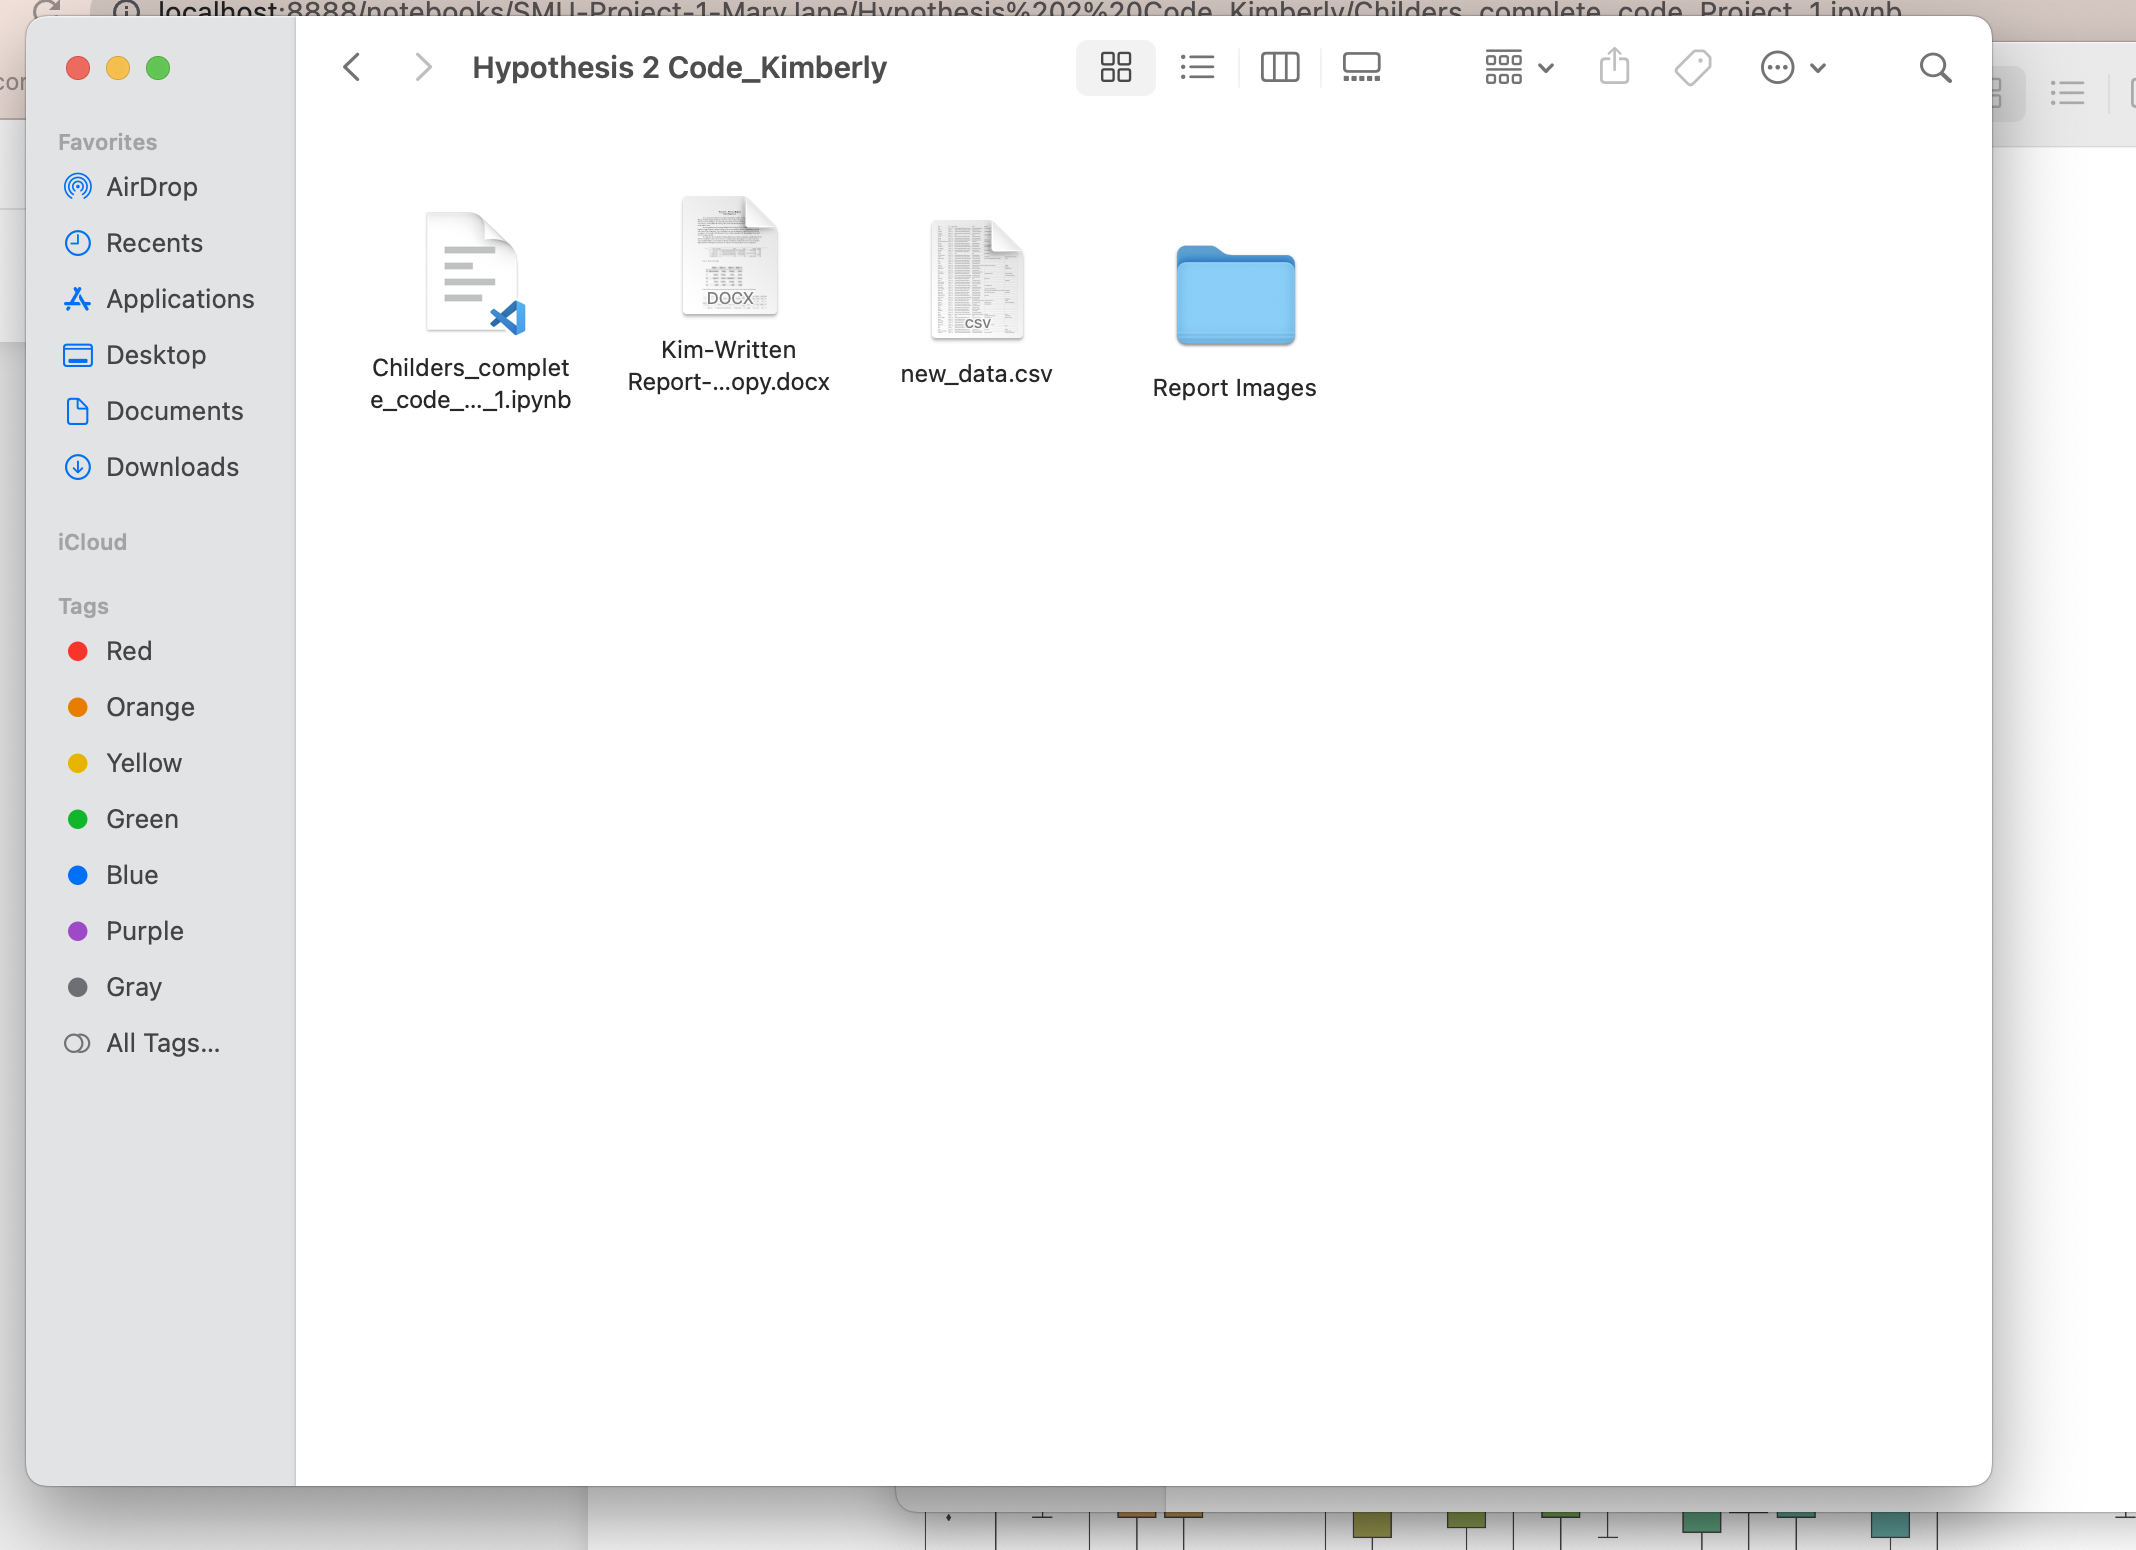 localhost:8888/notebooks/SMU-Project-1-MaryJane/Hypothesis%202%20Code_Kimberly/Childers_complete_code_Project_1.ipynb
Hypothesis 2 Code_Kimberly
Favorites
AirDrop
Recents
Applications
Desktop
Documents
Downloads
iCloud
Tags
Red
Orange
Yellow
Green
Blue
Purple
Gray
All Tags...
Childers_complet
e_code_..._1.ipynb
DOCX
Kim-Written
Report-...opy.docx
CSV
new_data.csv
Report Images